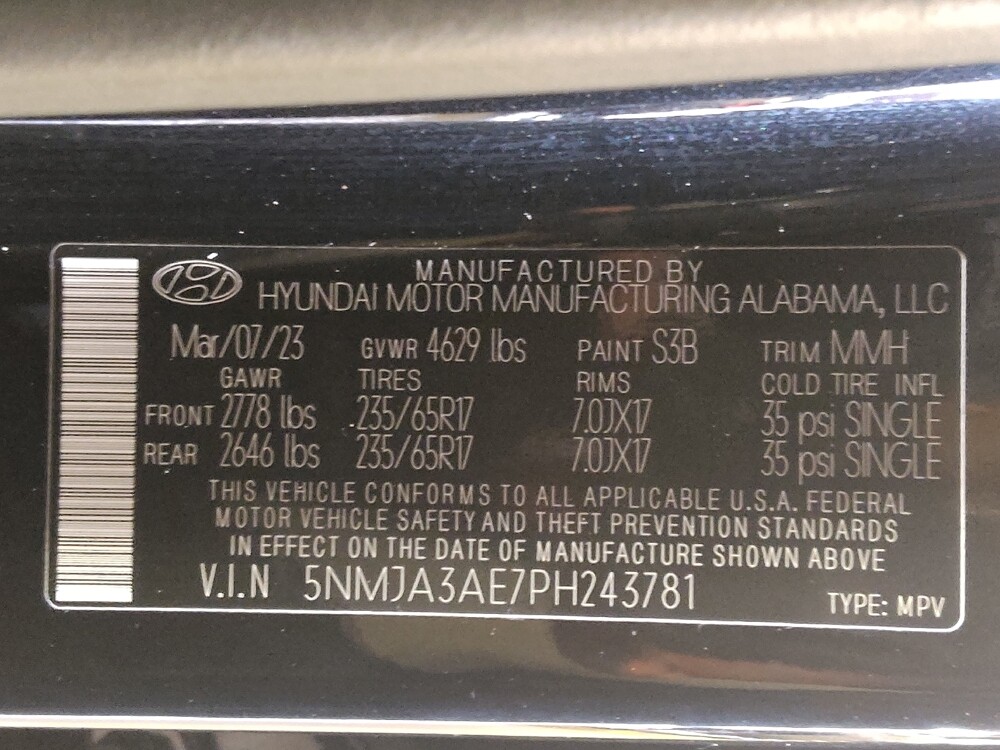 MANUFACTURED BY
HYUNDAI MOTOR MANUFACTURING ALABAMA, LLC
Mar/07/23 GVWR 4629 lbs PAINT S3B TRIM MMH
GAWR TIRES RIMS COLD TIRE INFL
FRONT 2778 lbs 235/65R17 7.0JX17 35 psi SINGLE
REAR 2646 lbs 235/65R17 7.0JX17 35 psi SINGLE
THIS VEHICLE CONFORMS TO ALL APPLICABLE U.S.A. FEDERAL
MOTOR VEHICLE SAFETY AND THEFT PREVENTION STANDARDS
IN EFFECT ON THE DATE OF MANUFACTURE SHOWN ABOVE
V.I.N 5NMJA3AE7PH243781 TYPE: MPV